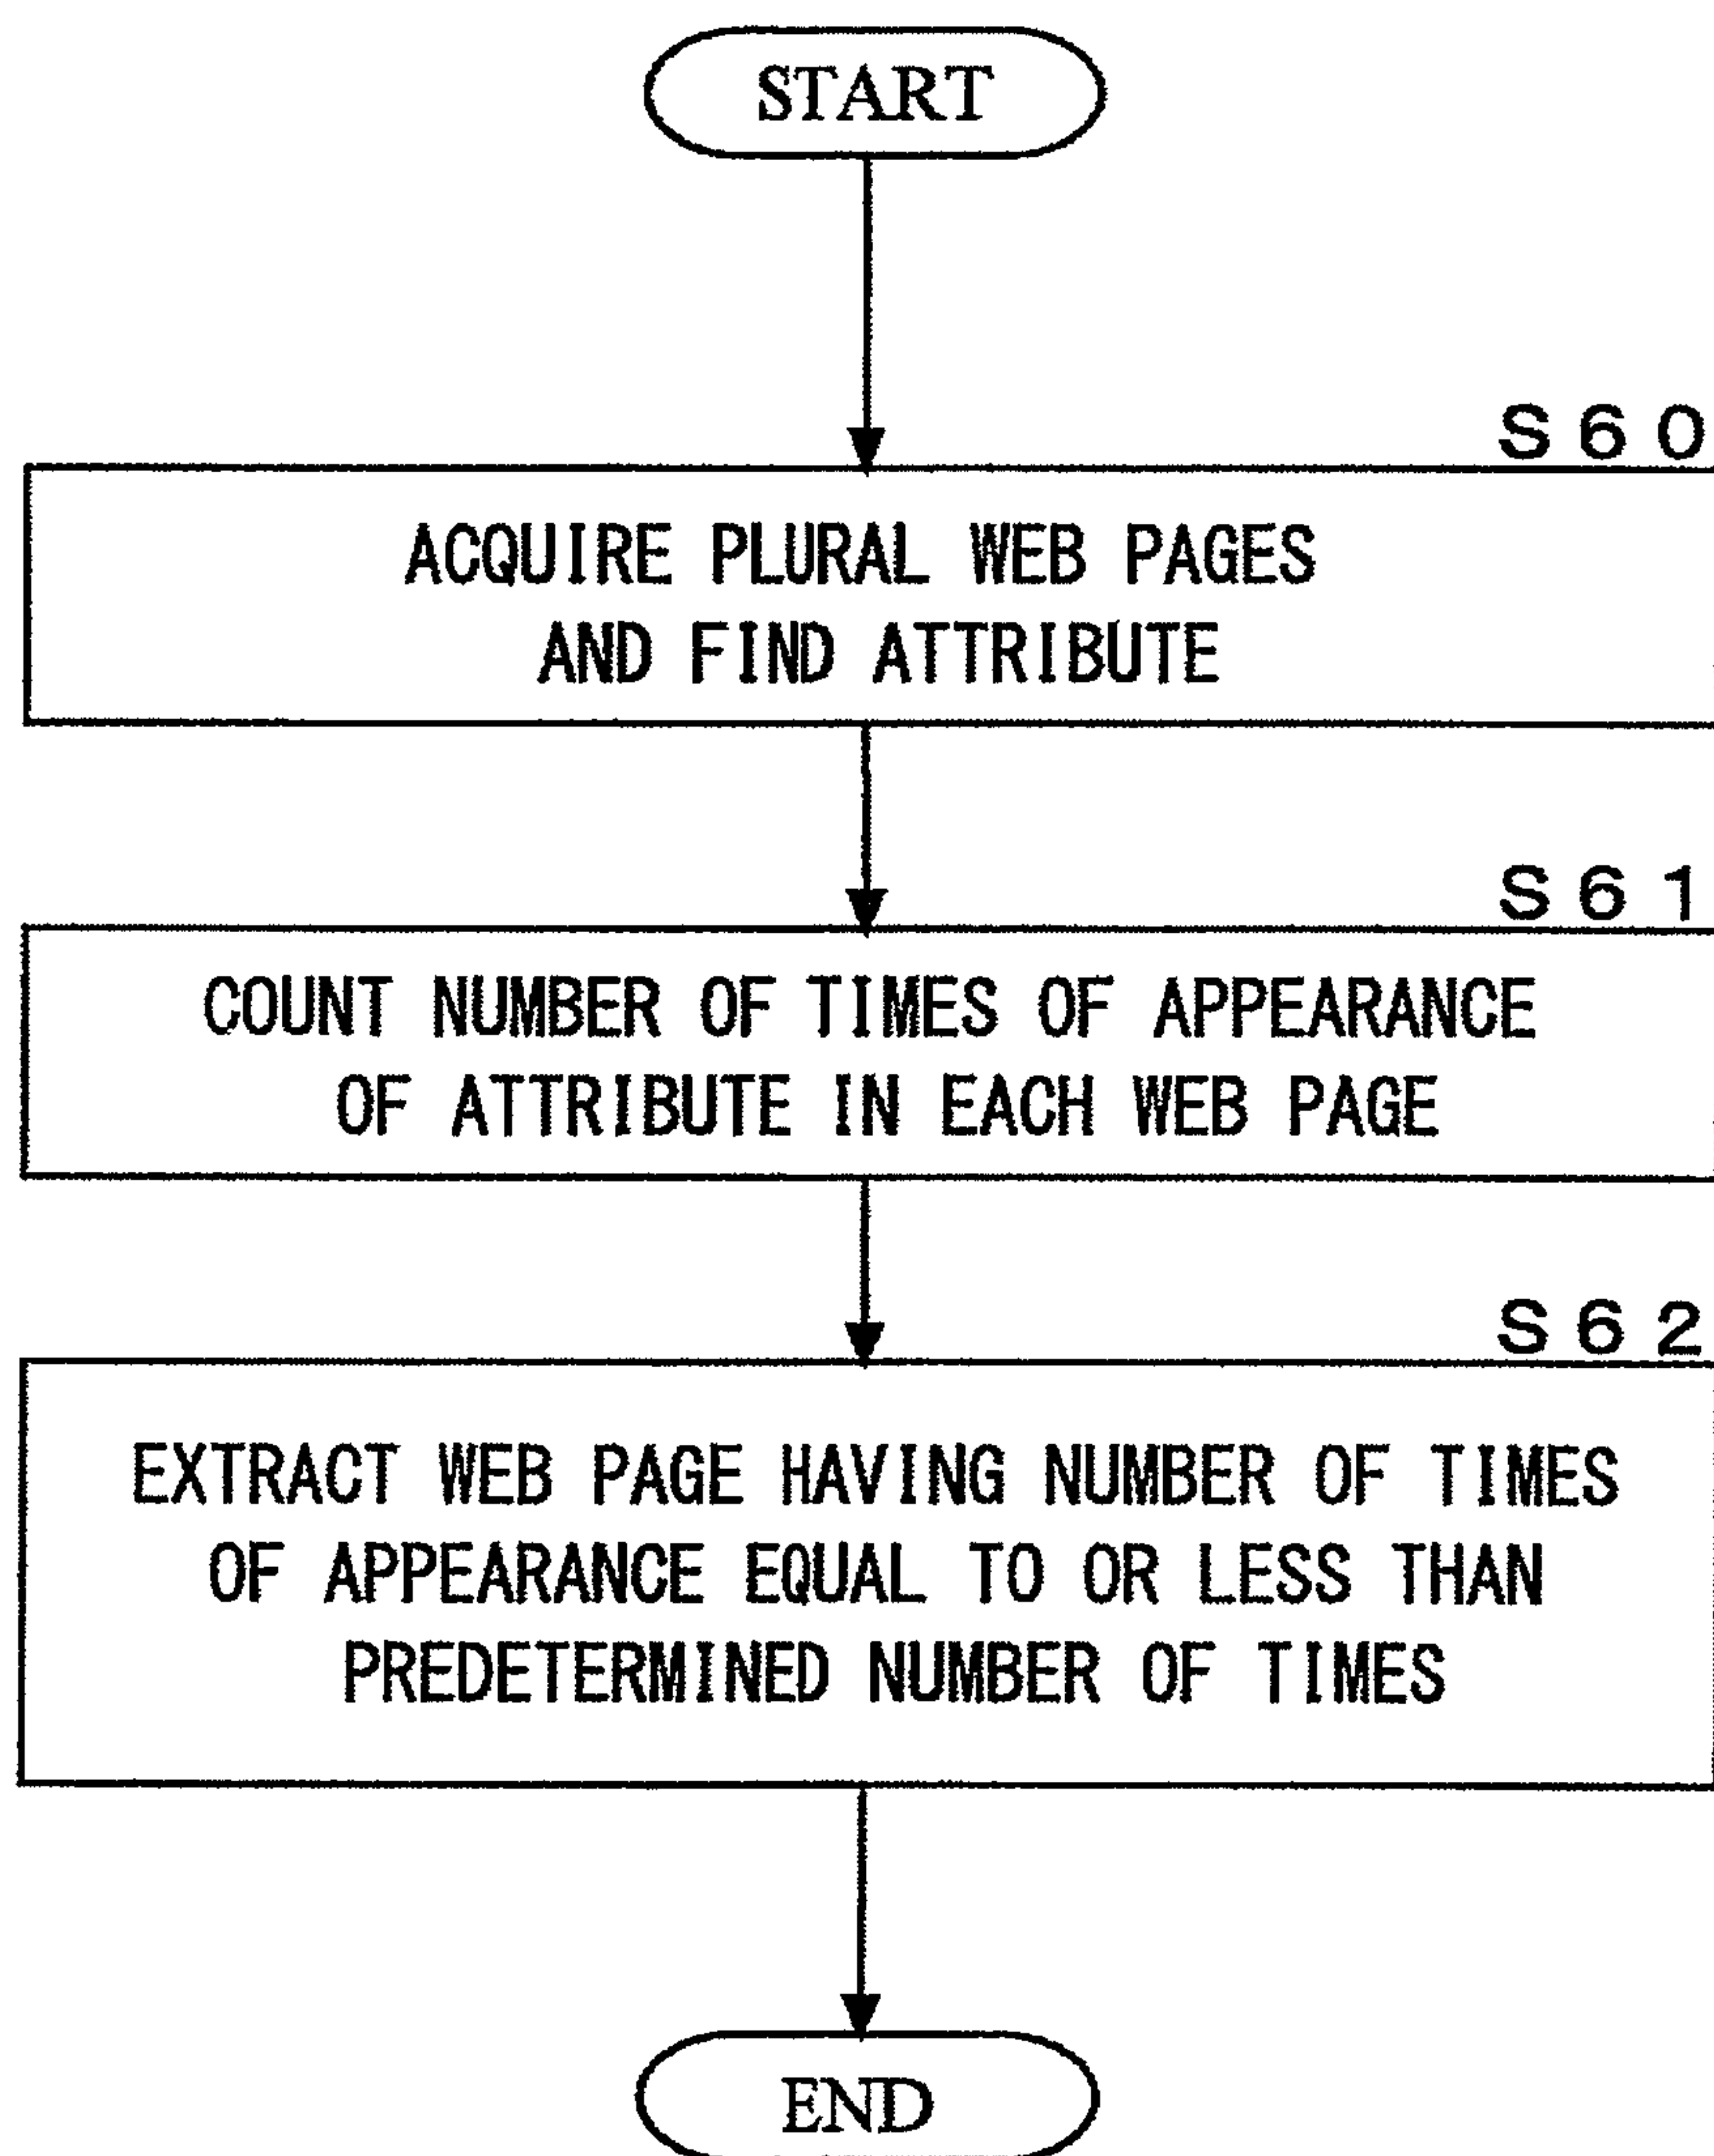 START
S60
ACQUIRE PLURAL WEB PAGES
AND FIND ATTRIBUTE
S61
COUNT NUMBER OF TIMES OF APPEARANCE
OF ATTRIBUTE IN EACH WEB PAGE
S62
EXTRACT WEB PAGE HAVING NUMBER OF TIMES
OF APPEARANCE EQUAL TO OR LESS THAN
PREDETERMINED NUMBER OF TIMES
END